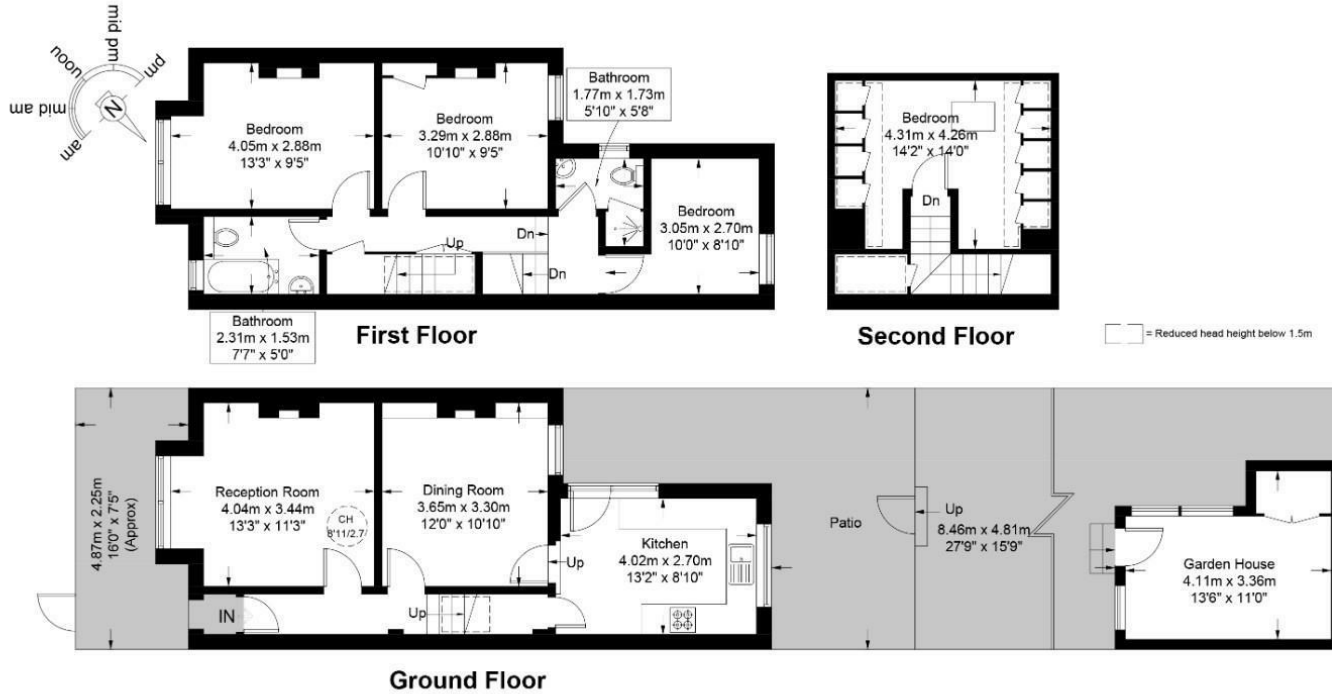 am
mid am
noon
mid pm
pm
N
Bedroom
4.05m x 2.88m
13'3" x 9'5"
Bedroom
3.29m x 2.88m
10'10" x 9'5"
Bathroom
1.77m x 1.73m
5'10" x 5'8"
Bedroom
3.05m x 2.70m
10'0" x 8'10"
Dn
Up
Dn
Bathroom
2.31m x 1.53m
7'7" x 5'0"
First Floor
Bedroom
4.31m x 4.26m
14'2" x 14'0"
Dn
Second Floor
= Reduced head height below 1.5m
4.87m x 2.25m
16'0" x 7'5"
(Approx)
Reception Room
4.04m x 3.44m
13'3" x 11'3"
CH
8'11/2.7
IN
Dining Room
3.65m x 3.30m
12'0" x 10'10"
Up
Up
Kitchen
4.02m x 2.70m
13'2" x 8'10"
Patio
Up
8.46m x 4.81m
27'9" x 15'9"
Garden House
4.11m x 3.36m
13'6" x 11'0"
Ground Floor